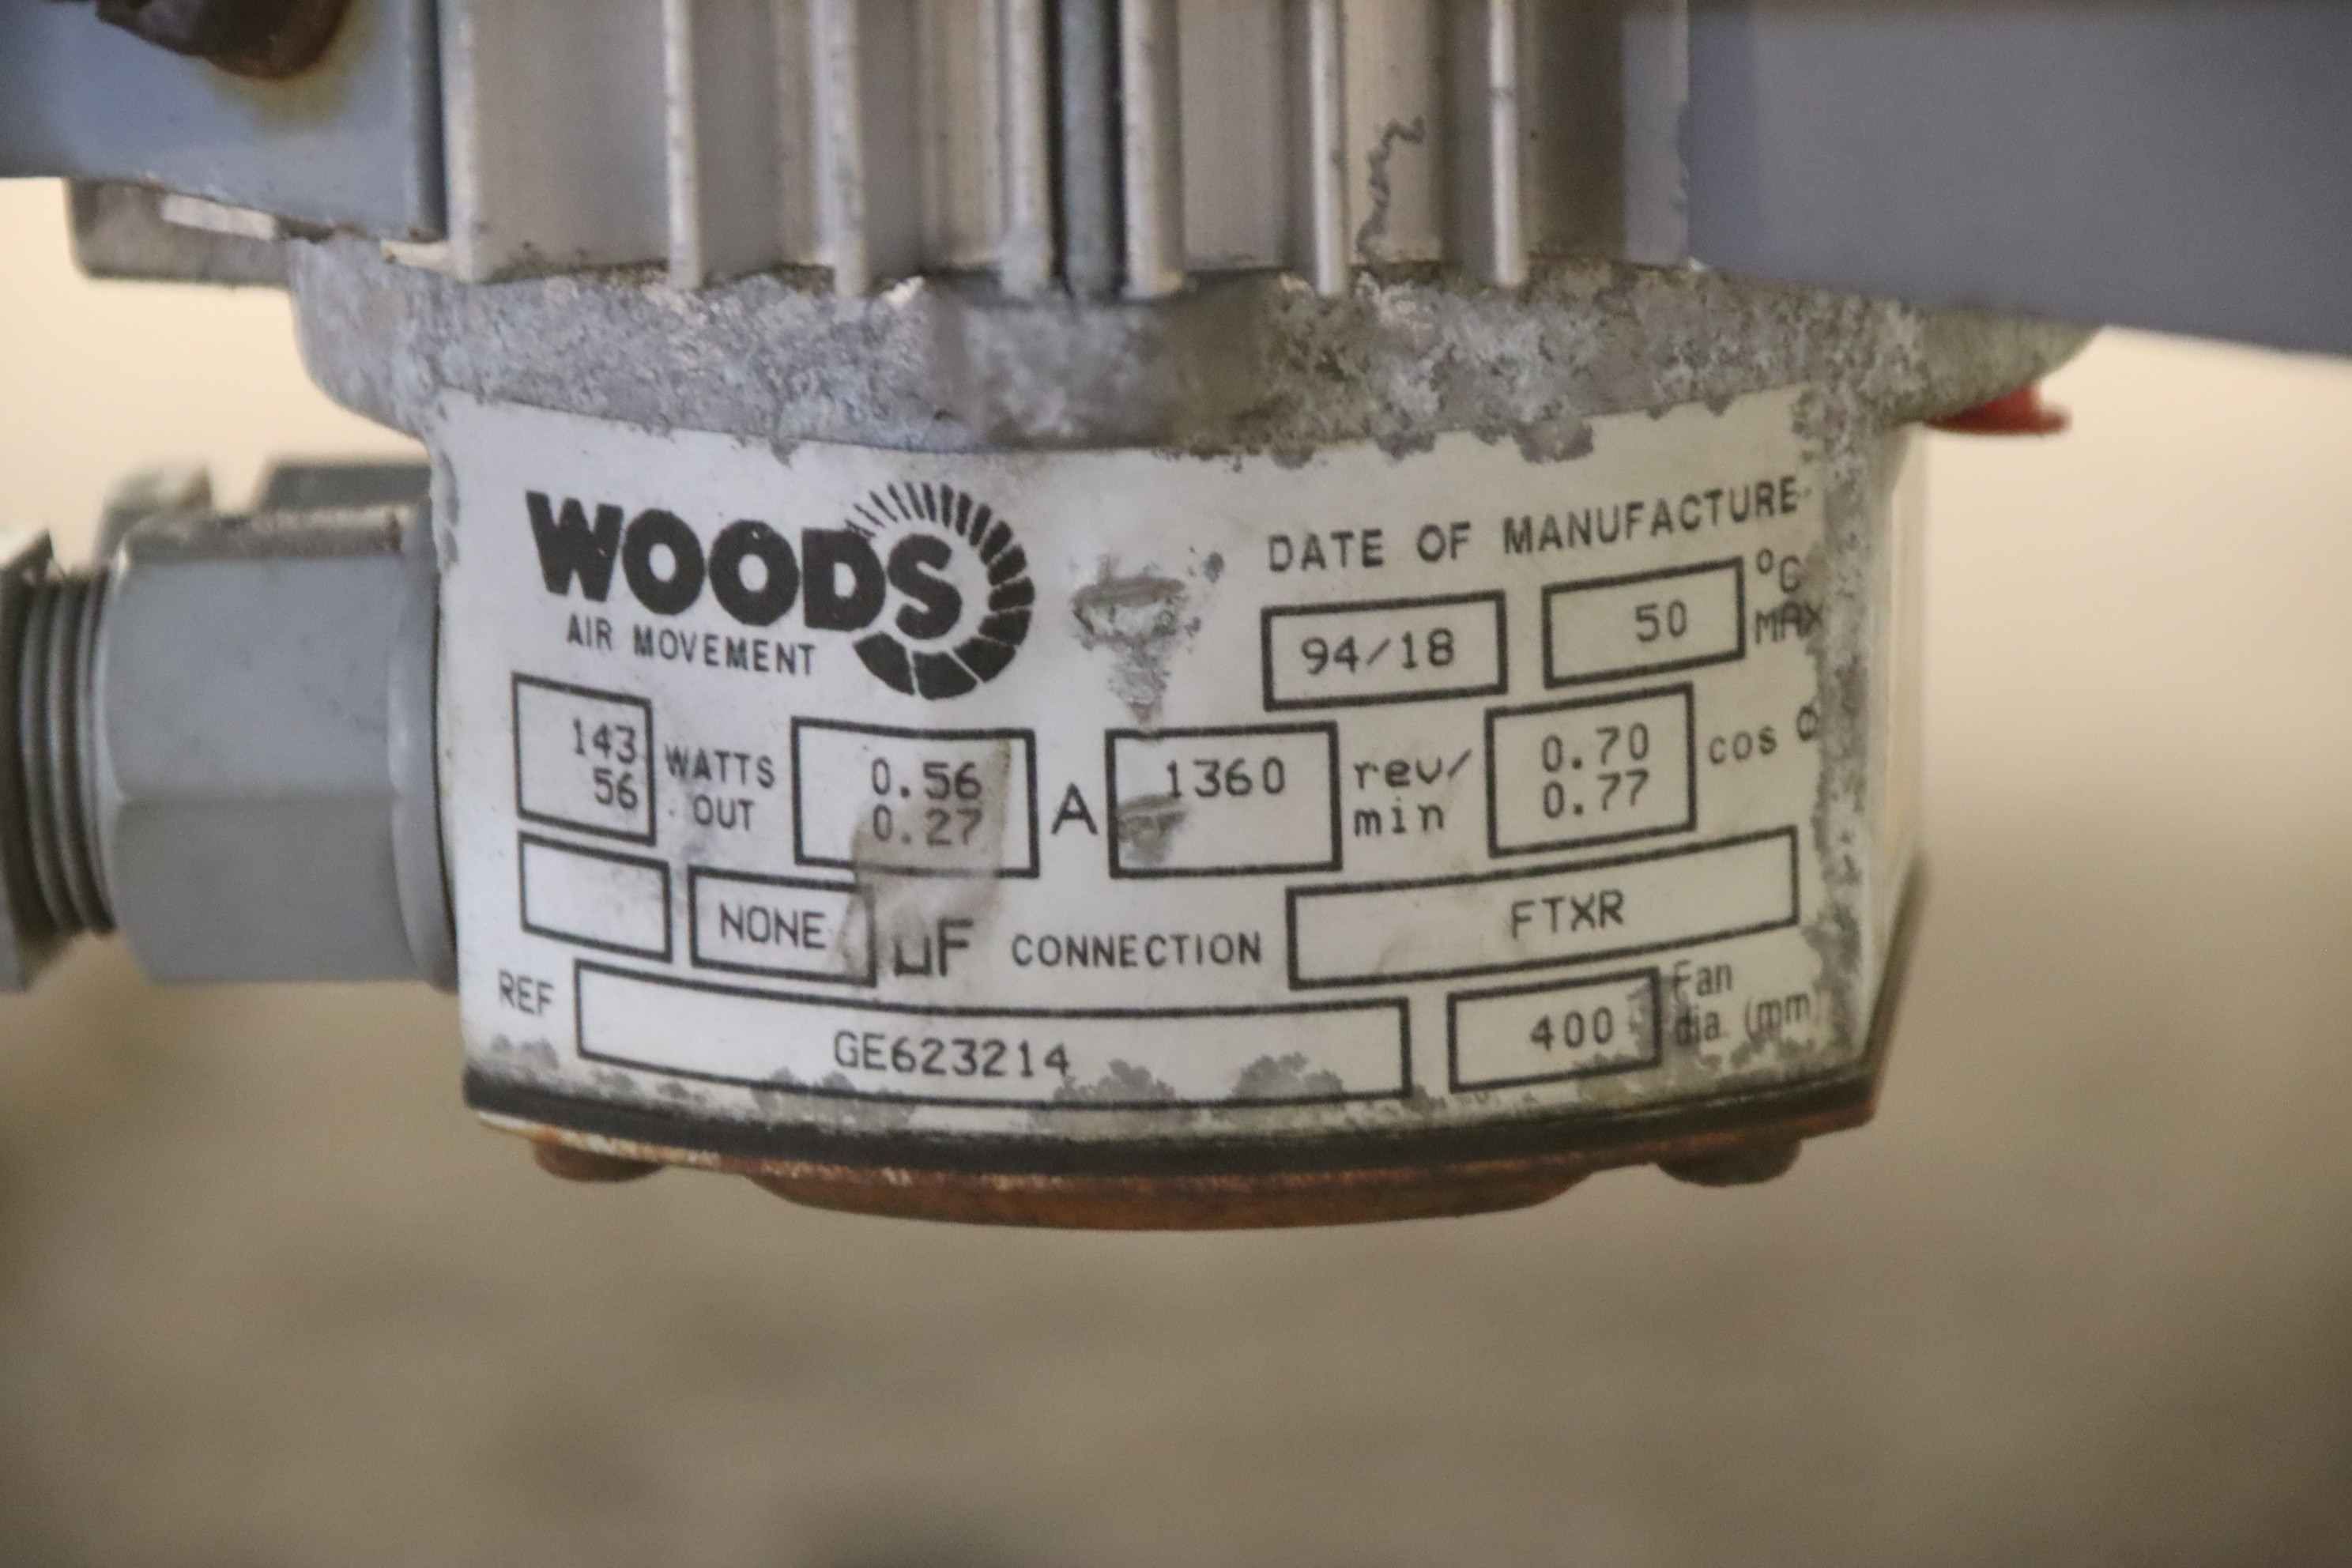 WOODS
AIR MOVEMENT
DATE OF MANUFACTURE
94/18 50 °C MAX
143 WATTS 0.56 A 1360 rev/ 0.70 cos Ø
56 OUT 0.27 min 0.77
NONE µF CONNECTION FTXR
REF GE623214 400 Fan
dia. (mm)